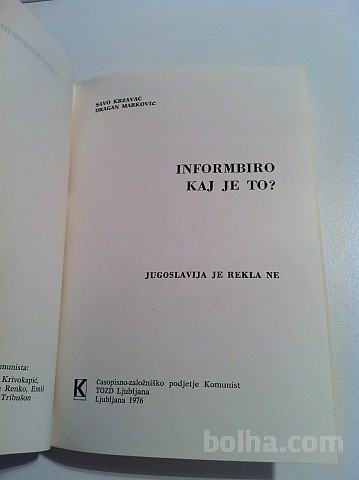 SAVO KRŽAVAC
DRAGAN MARKOVIĆ
INFORMBIRO
KAJ JE TO?
JUGOSLAVIJA JE REKLA NE
munista:
Krivokapić,
Renko, Emil
Tribušon
K
Časopisno-založniško podjetje Komunist
TOZD Ljubljana
Ljubljana 1976
bolha.com